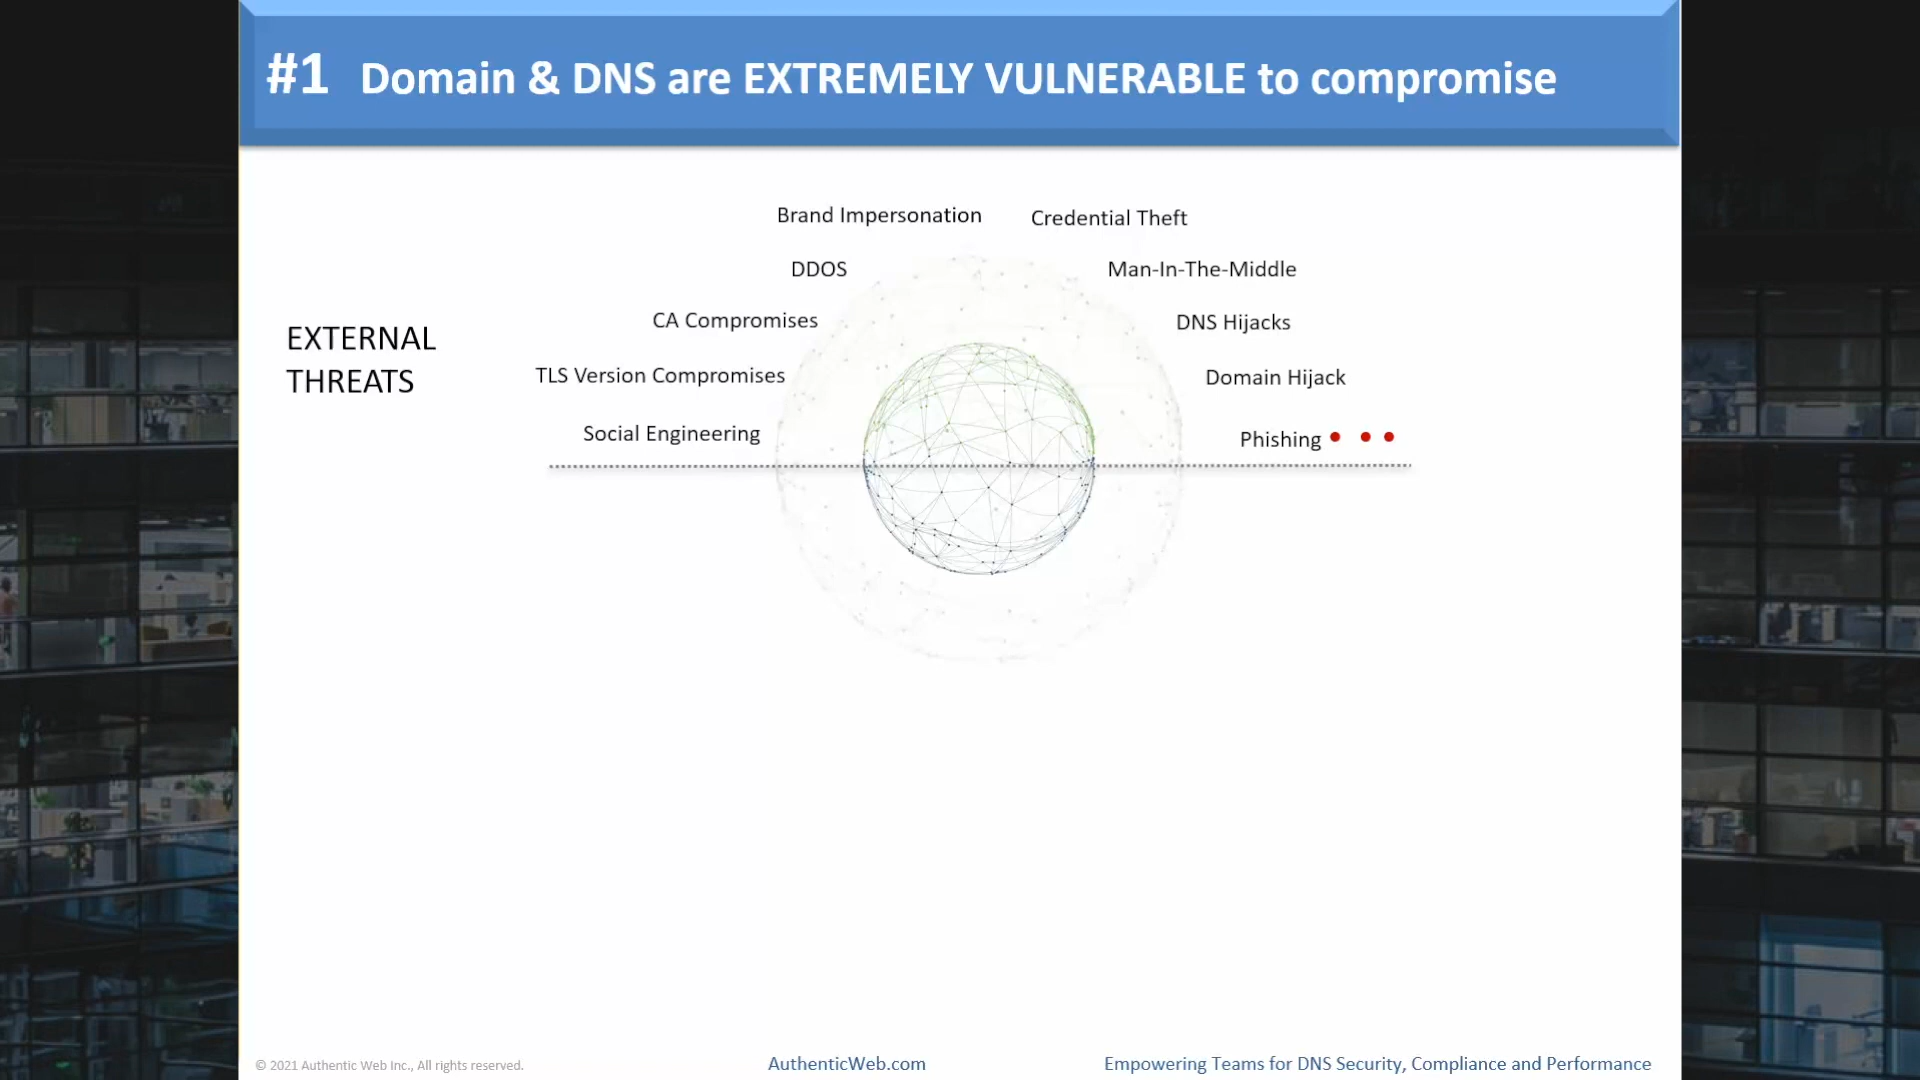 #1 Domain & DNS are EXTREMELY VULNERABLE to compromise
Brand Impersonation
Credential Theft
DDOS
Man-In-The-Middle
CA Compromises
DNS Hijacks
EXTERNAL
THREATS
TLS Version Compromises
Domain Hijack
Social Engineering
Phishing • • •
© 2021 Authentic Web Inc., All rights reserved.
AuthenticWeb.com
Empowering Teams for DNS Security, Compliance and Performance